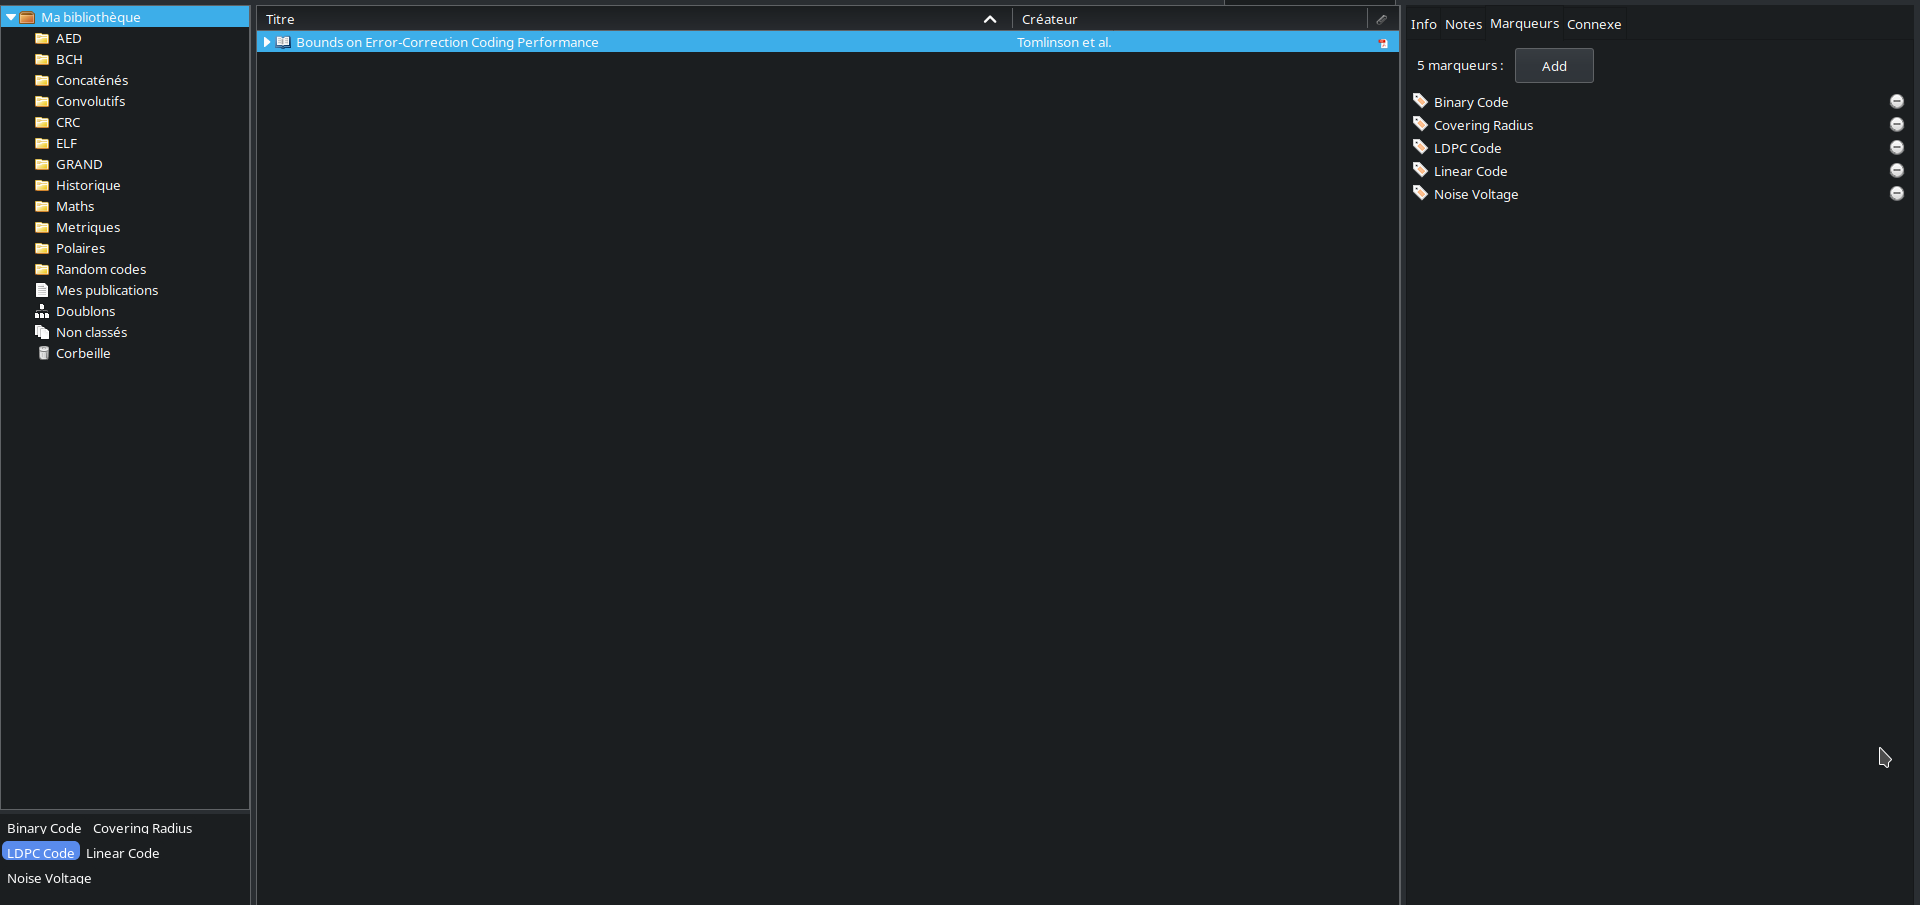 Ma bibliothèque
AED
BCH
Concaténés
Convolutifs
CRC
ELF
GRAND
Historique
Maths
Metriques
Polaires
Random codes
Mes publications
Doublons
Non classés
Corbeille
Binary Code Covering Radius
LDPC Code Linear Code
Noise Voltage
Titre Créateur
Bounds on Error-Correction Coding Performance Tomlinson et al.
Info Notes Marqueurs Connexe
5 marqueurs : Add
Binary Code
Covering Radius
LDPC Code
Linear Code
Noise Voltage